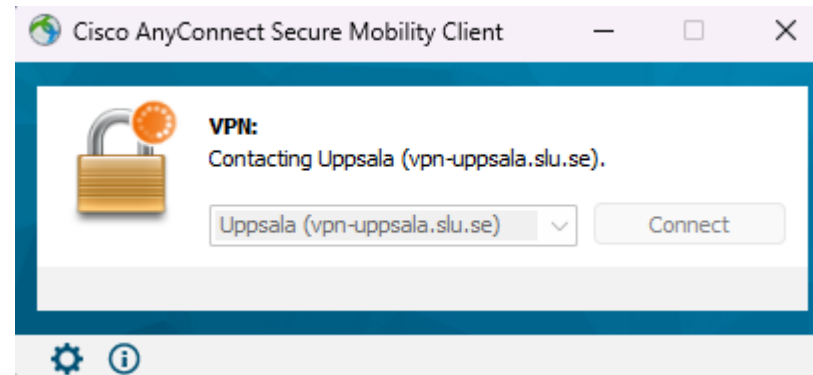 Cisco AnyConnect Secure Mobility Client
VPN:
Contacting Uppsala (vpn-uppsala.slu.se).
Uppsala (vpn-uppsala.slu.se)
Connect